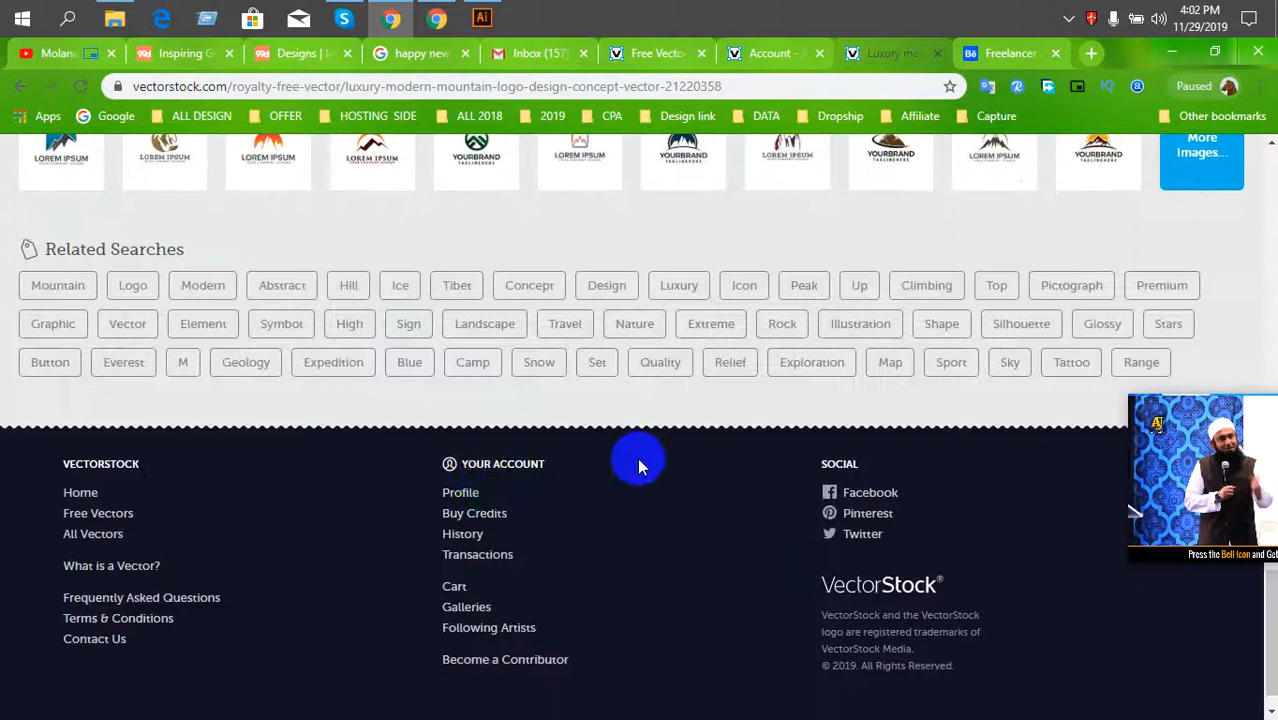 4:02 PM
11/29/2019
Molana
Inspiring G
Designs | I
happy new
Inbox (157)
Free Vecto
Account -
Luxury mo
Freelancer
vectorstock.com/royalty-free-vector/luxury-modern-mountain-logo-design-concept-vector-21220358
Paused
Apps Google ALL DESIGN OFFER HOSTING SIDE ALL 2018 2019 CPA Design link DATA Dropship Affiliate Capture Other bookmarks
LOREM IPSUM LOREM IPSUM LOREM IPSUM LOREM IPSUM YOURBRAND LOREM IPSUM YOURBRAND LOREM IPSUM YOURBRAND LOREM IPSUM YOURBRAND
More
Images...
Related Searches
Mountain Logo Modern Abstract Hill Ice Tibet Concept Design Luxury Icon Peak Up Climbing Top Pictograph Premium
Graphic Vector Element Symbol High Sign Landscape Travel Nature Extreme Rock Illustration Shape Silhouette Glossy Stars
Button Everest M Geology Expedition Blue Camp Snow Set Quality Relief Exploration Map Sport Sky Tattoo Range
VECTORSTOCK
Home
Free Vectors
All Vectors
What is a Vector?
Frequently Asked Questions
Terms & Conditions
Contact Us
YOUR ACCOUNT
Profile
Buy Credits
History
Transactions
Cart
Galleries
Following Artists
Become a Contributor
SOCIAL
Facebook
Pinterest
Twitter
VectorStock®
VectorStock and the VectorStock
logo are registered trademarks of
VectorStock Media.
© 2019. All Rights Reserved.
Press the Bell Icon and Get